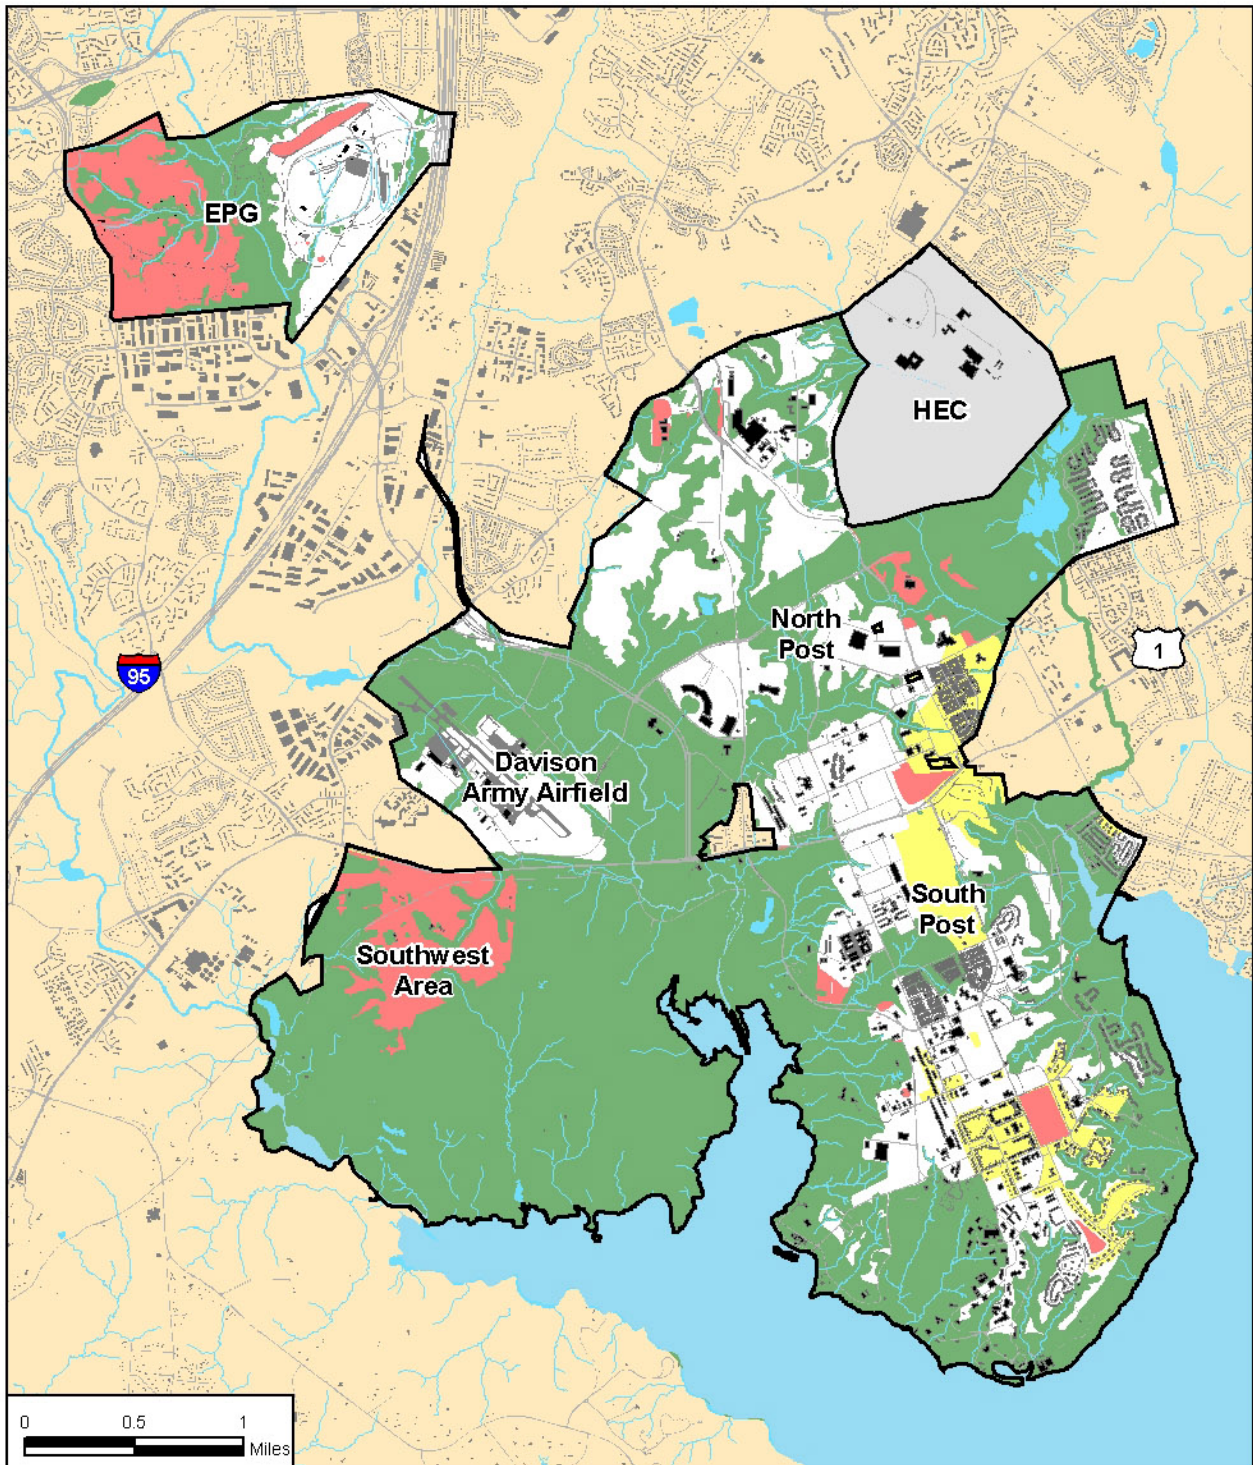 EPG
HEC
North
Post
1
95
Davison
Army Airfield
South
Post
Southwest
Area
0 0.5 1
Miles